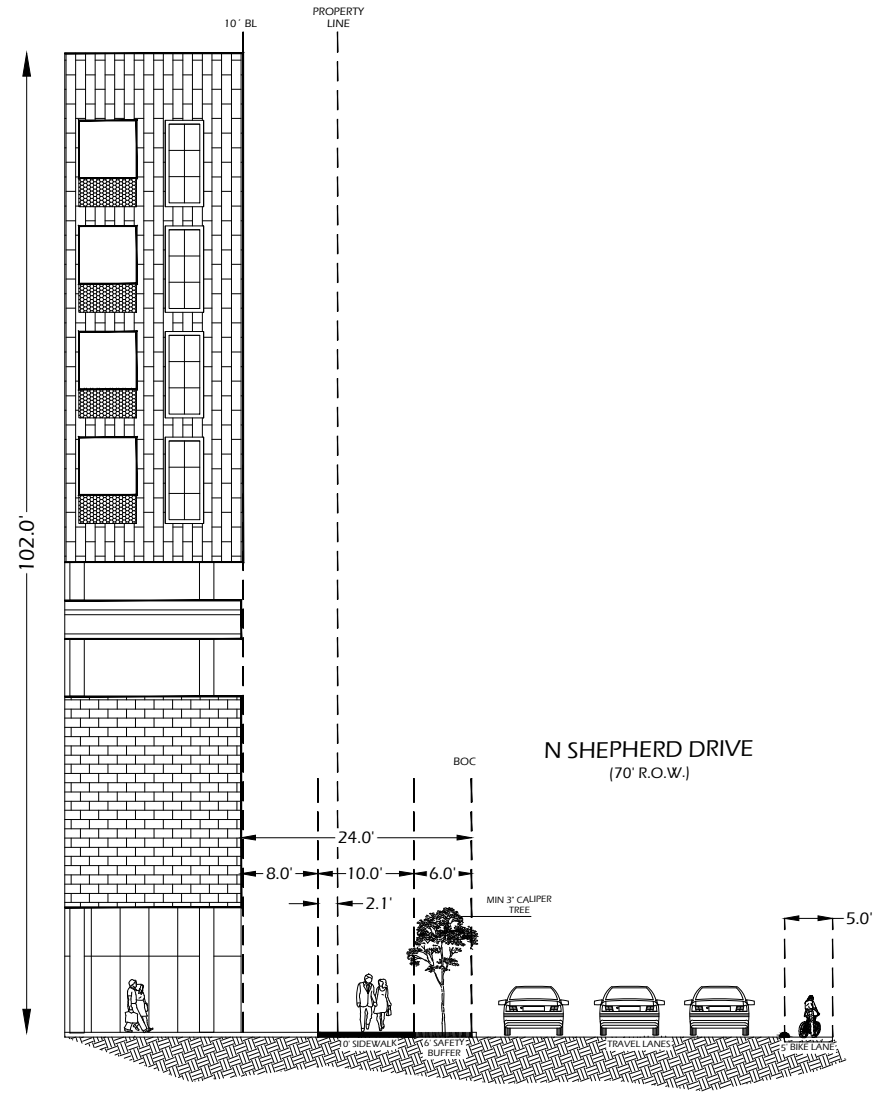 PROPERTY
LINE
10' BL
102.0'
N SHEPHERD DRIVE
(70' R.O.W.)
BOC
24.0'
8.0'
10.0'
6.0'
2.1'
MIN 3" CALIPER
TREE
5.0'
0' SIDEWALK
6' SAFETY
BUFFER
TRAVEL LANES
5' BIKE LANE